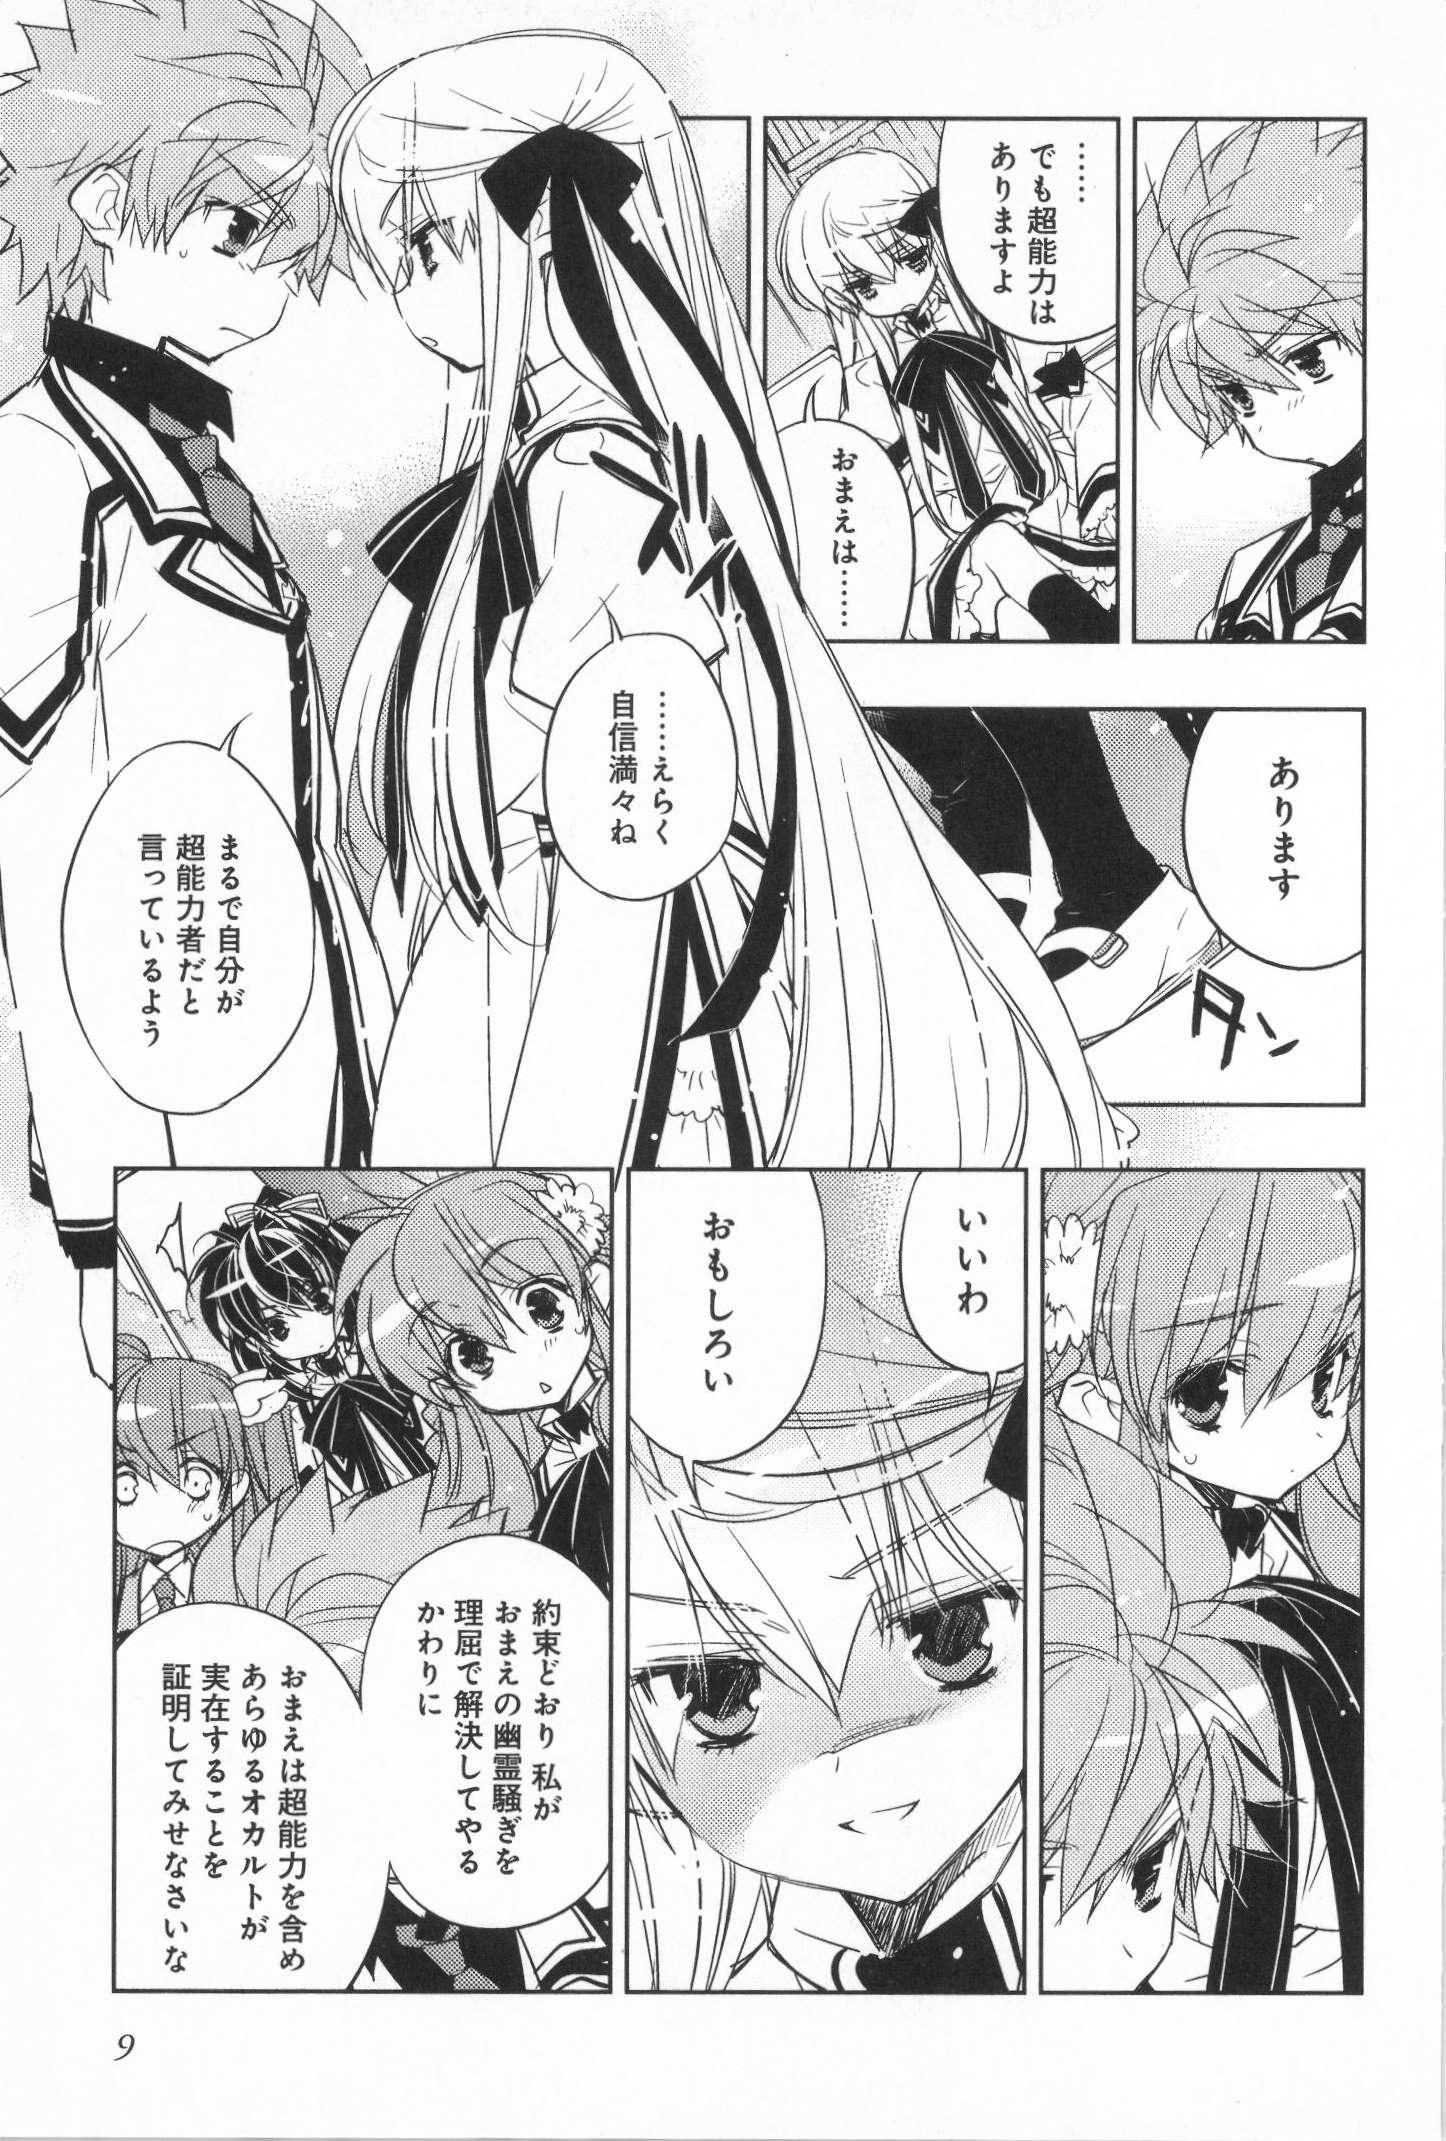 ……
でも超能力は
ありますよ
おまえは……
あります
タン
……えらく
自信満々ね
まるで自分が
超能力者だと
言っているよう
いいわ
おもしろい
約束どおり 私が
おまえの幽霊騒ぎを
理屈で解決してやる
かわりに
おまえは超能力を含め
あらゆるオカルトが
実在することを
証明してみせなさいな
9